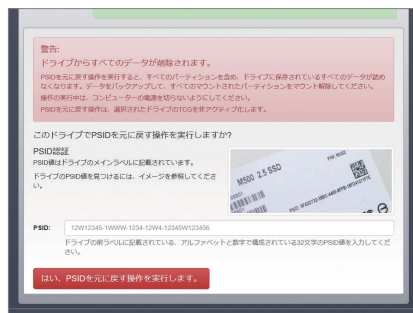 警告:
ドライブからすべてのデータが削除されます。
PSIDを元に戻す操作を実行すると、すべてのパーティションを含め、ドライブに保存されているすべてのデータが読め
なくなります。データをバックアップして、すべてのマウントされたパーティションをマウント解除してください。
操作の実行中は、コンピューターの電源を切らないようにしてください。
PSIDを元に戻す操作は、選択されたドライブのTCGを非アクティブ化します。
このドライブでPSIDを元に戻す操作を実行しますか?
PSID認証
PSID値はドライブのメインラベルに記載されています。
ドライブのPSID値を見つけるには、イメージを参照してくださ
い。
M500 2.5 SSD
PSID:
12W12345-1WWW-1234-12W4-12345W123456
ドライブの前ラベルに記載されている、アルファベットと数字で構成されている32文字のPSID値を入力してくだ
さい。
はい、PSIDを元に戻す操作を実行します。